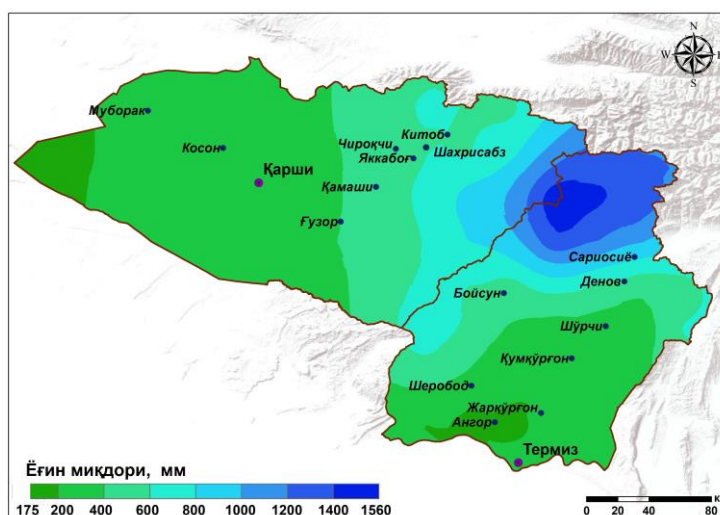 N
W
E
S
Муборак
Косон
Қарши
Китоб
Чироқчи
Шахрисабз
Яккабоғ
Қамаши
Ғузор
Сариосиё
Денов
Бойсун
Шўрчи
Қумқўрғон
Шеробод
Жарқўрғон
Ангор
Термиз
Ёғин миқдори, мм
175 200 400 600 800 1000 1200 1400 1560
0 20 40 80